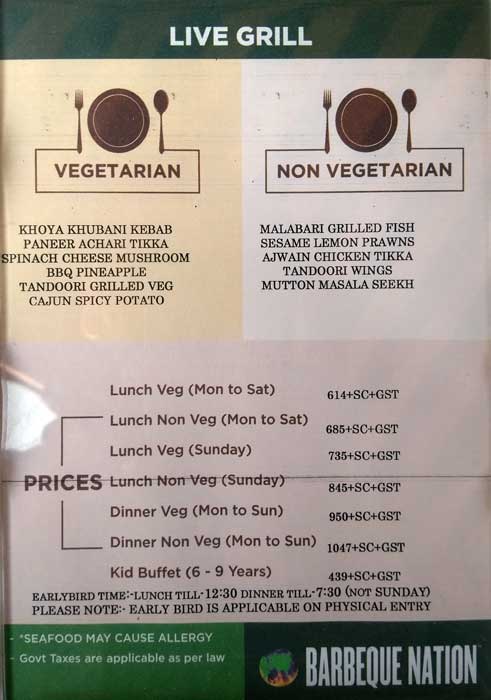 LIVE GRILL
VEGETARIAN
KHOYA KHUBANI KEBAB
PANEER ACHARI TIKKA
SPINACH CHEESE MUSHROOM
BBQ PINEAPPLE
TANDOORI GRILLED VEG
CAJUN SPICY POTATO
NON VEGETARIAN
MALABARI GRILLED FISH
SESAME LEMON PRAWNS
AJWAIN CHICKEN TIKKA
TANDOORI WINGS
MUTTON MASALA SEEKH
PRICES
Lunch Veg (Mon to Sat) 614+SC+GST
Lunch Non Veg (Mon to Sat) 685+SC+GST
Lunch Veg (Sunday) 735+SC+GST
Lunch Non Veg (Sunday) 845+SC+GST
Dinner Veg (Mon to Sun) 950+SC+GST
Dinner Non Veg (Mon to Sun) 1047+SC+GST
Kid Buffet (6 - 9 Years) 439+SC+GST
EARLYBIRD TIME:-LUNCH TILL-12:30 DINNER TILL-7:30 (NOT SUNDAY)
PLEASE NOTE:- EARLY BIRD IS APPLICABLE ON PHYSICAL ENTRY
- *SEAFOOD MAY CAUSE ALLERGY
- Govt Taxes are applicable as per law
BARBEQUE NATION